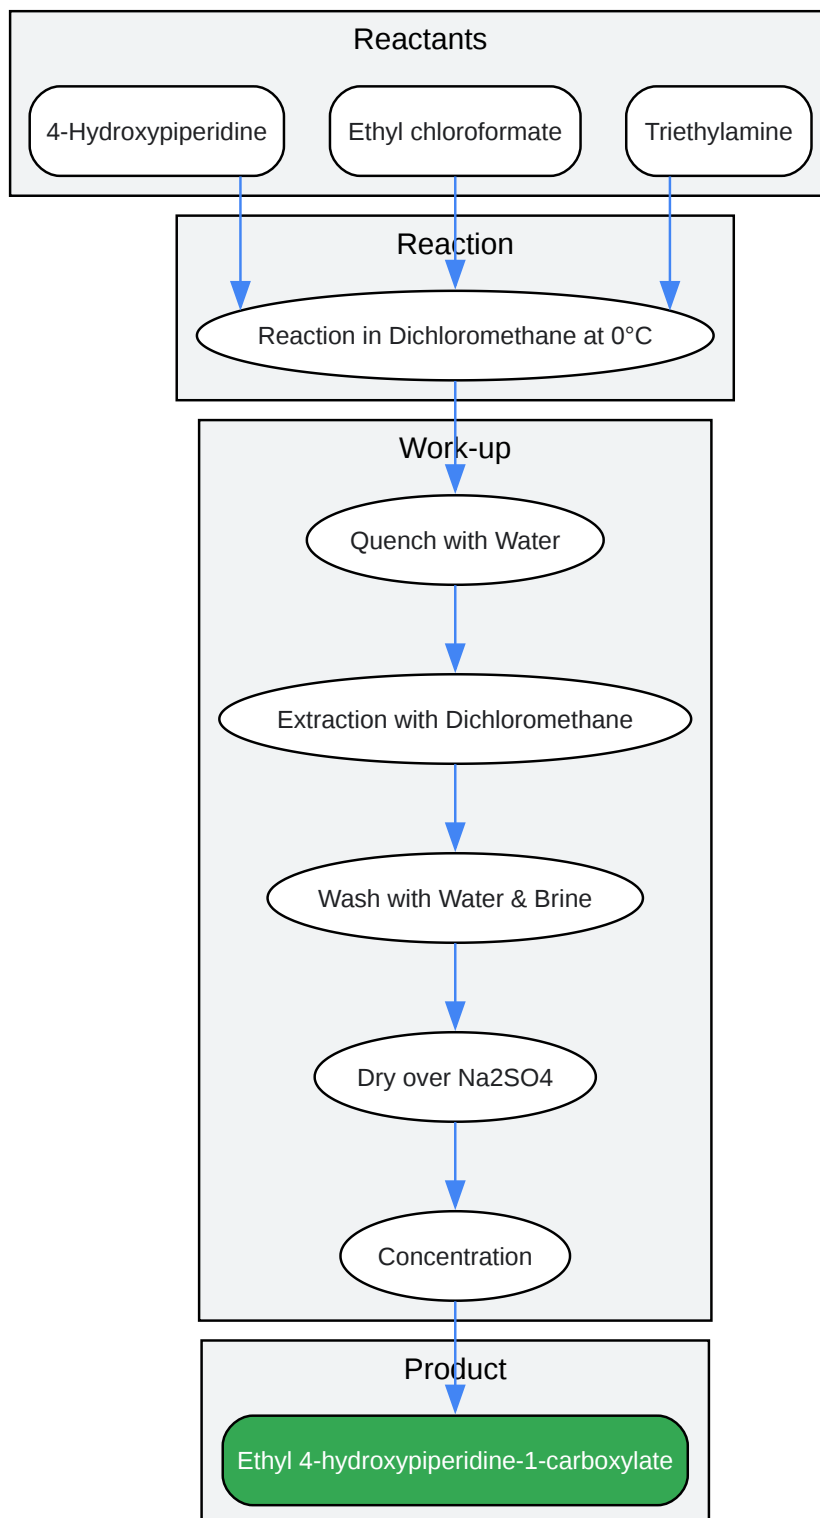 Reactants
4-Hydroxypiperidine
Ethyl chloroformate
Triethylamine
Reaction
Reaction in Dichloromethane at 0°C
Work-up
Quench with Water
Extraction with Dichloromethane
Wash with Water & Brine
Dry over Na2SO4
Concentration
Product
Ethyl 4-hydroxypiperidine-1-carboxylate